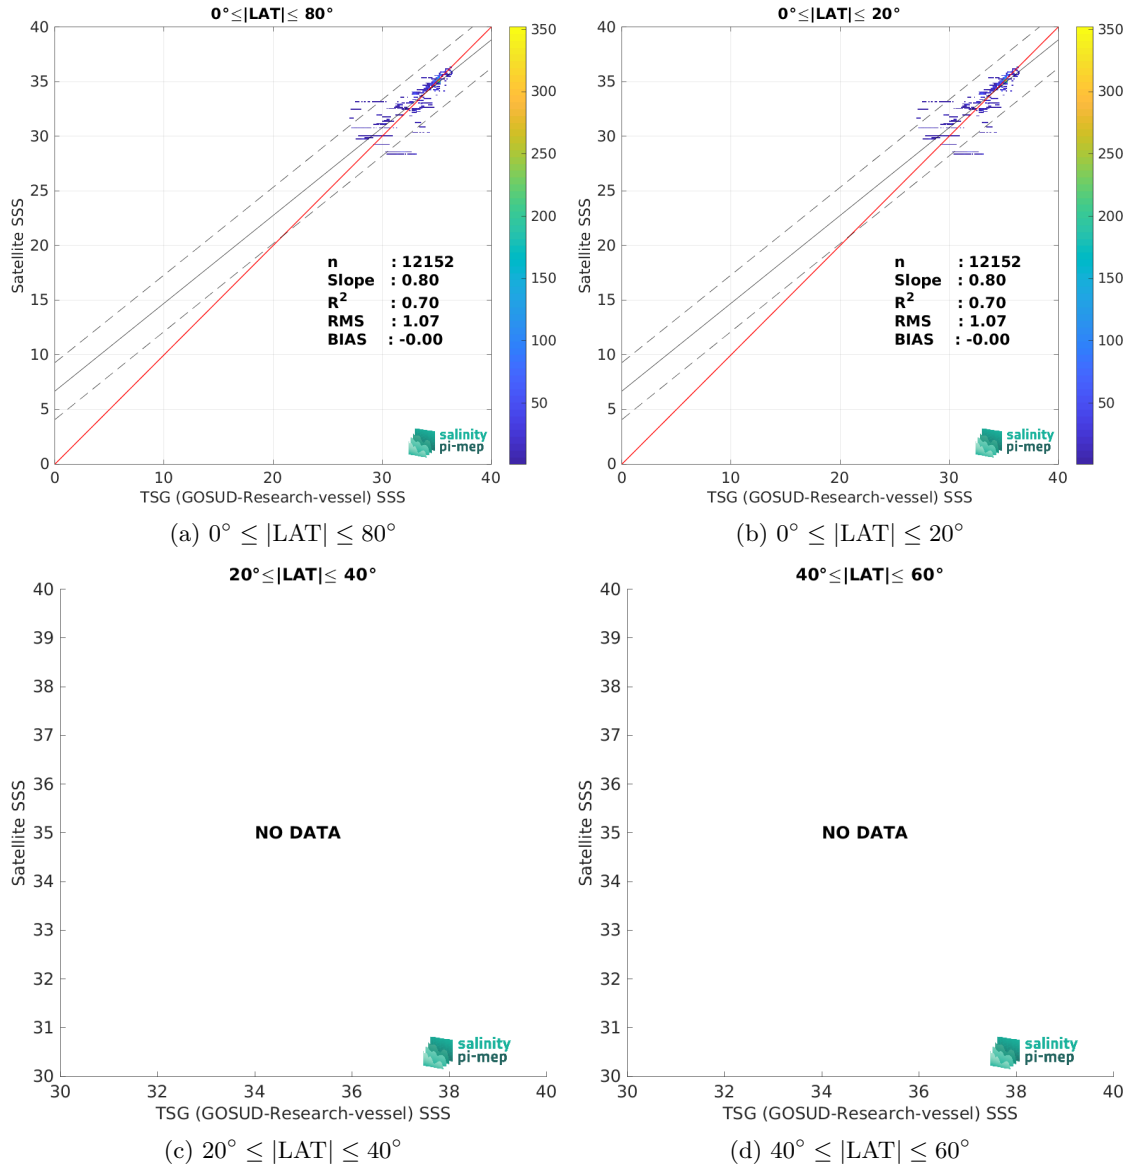 0°≤|LAT|≤ 80°
40
35
30
25
20
15
10
5
0
Satellite SSS
n : 12152
Slope : 0.80
R² : 0.70
RMS : 1.07
BIAS : -0.00
salinity
pi-mep
0 10 20 30 40
TSG (GOSUD-Research-vessel) SSS
350
300
250
200
150
100
50
(a) 0° ≤ |LAT| ≤ 80°
0°≤|LAT|≤ 20°
40
35
30
25
20
15
10
5
0
Satellite SSS
n : 12152
Slope : 0.80
R² : 0.70
RMS : 1.07
BIAS : -0.00
salinity
pi-mep
0 10 20 30 40
TSG (GOSUD-Research-vessel) SSS
350
300
250
200
150
100
50
(b) 0° ≤ |LAT| ≤ 20°
20°≤|LAT|≤ 40°
40
39
38
37
36
35
34
33
32
31
30
Satellite SSS
NO DATA
salinity
pi-mep
30 32 34 36 38 40
TSG (GOSUD-Research-vessel) SSS
(c) 20° ≤ |LAT| ≤ 40°
40°≤|LAT|≤ 60°
40
39
38
37
36
35
34
33
32
31
30
Satellite SSS
NO DATA
salinity
pi-mep
30 32 34 36 38 40
TSG (GOSUD-Research-vessel) SSS
(d) 40° ≤ |LAT| ≤ 60°